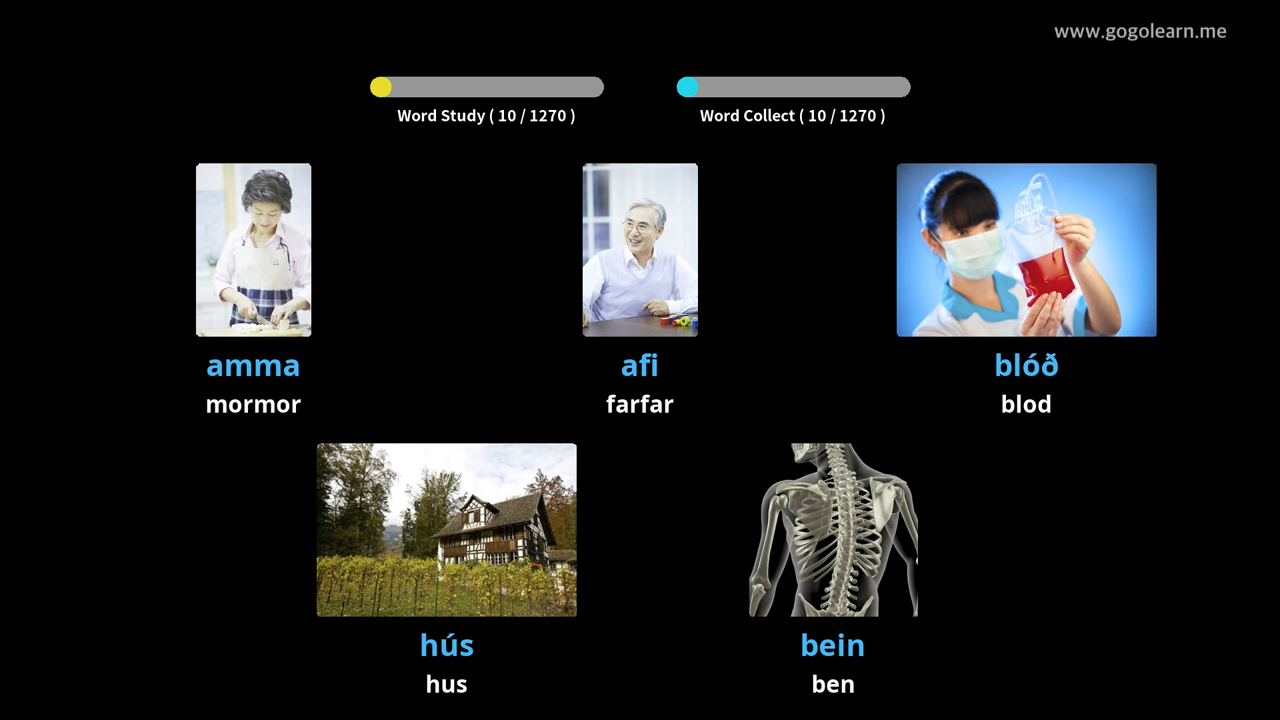 www.gogolearn.me
Word Study ( 10 / 1270 )
Word Collect ( 10 / 1270 )
amma
mormor
afi
farfar
blóð
blod
hús
hus
bein
ben